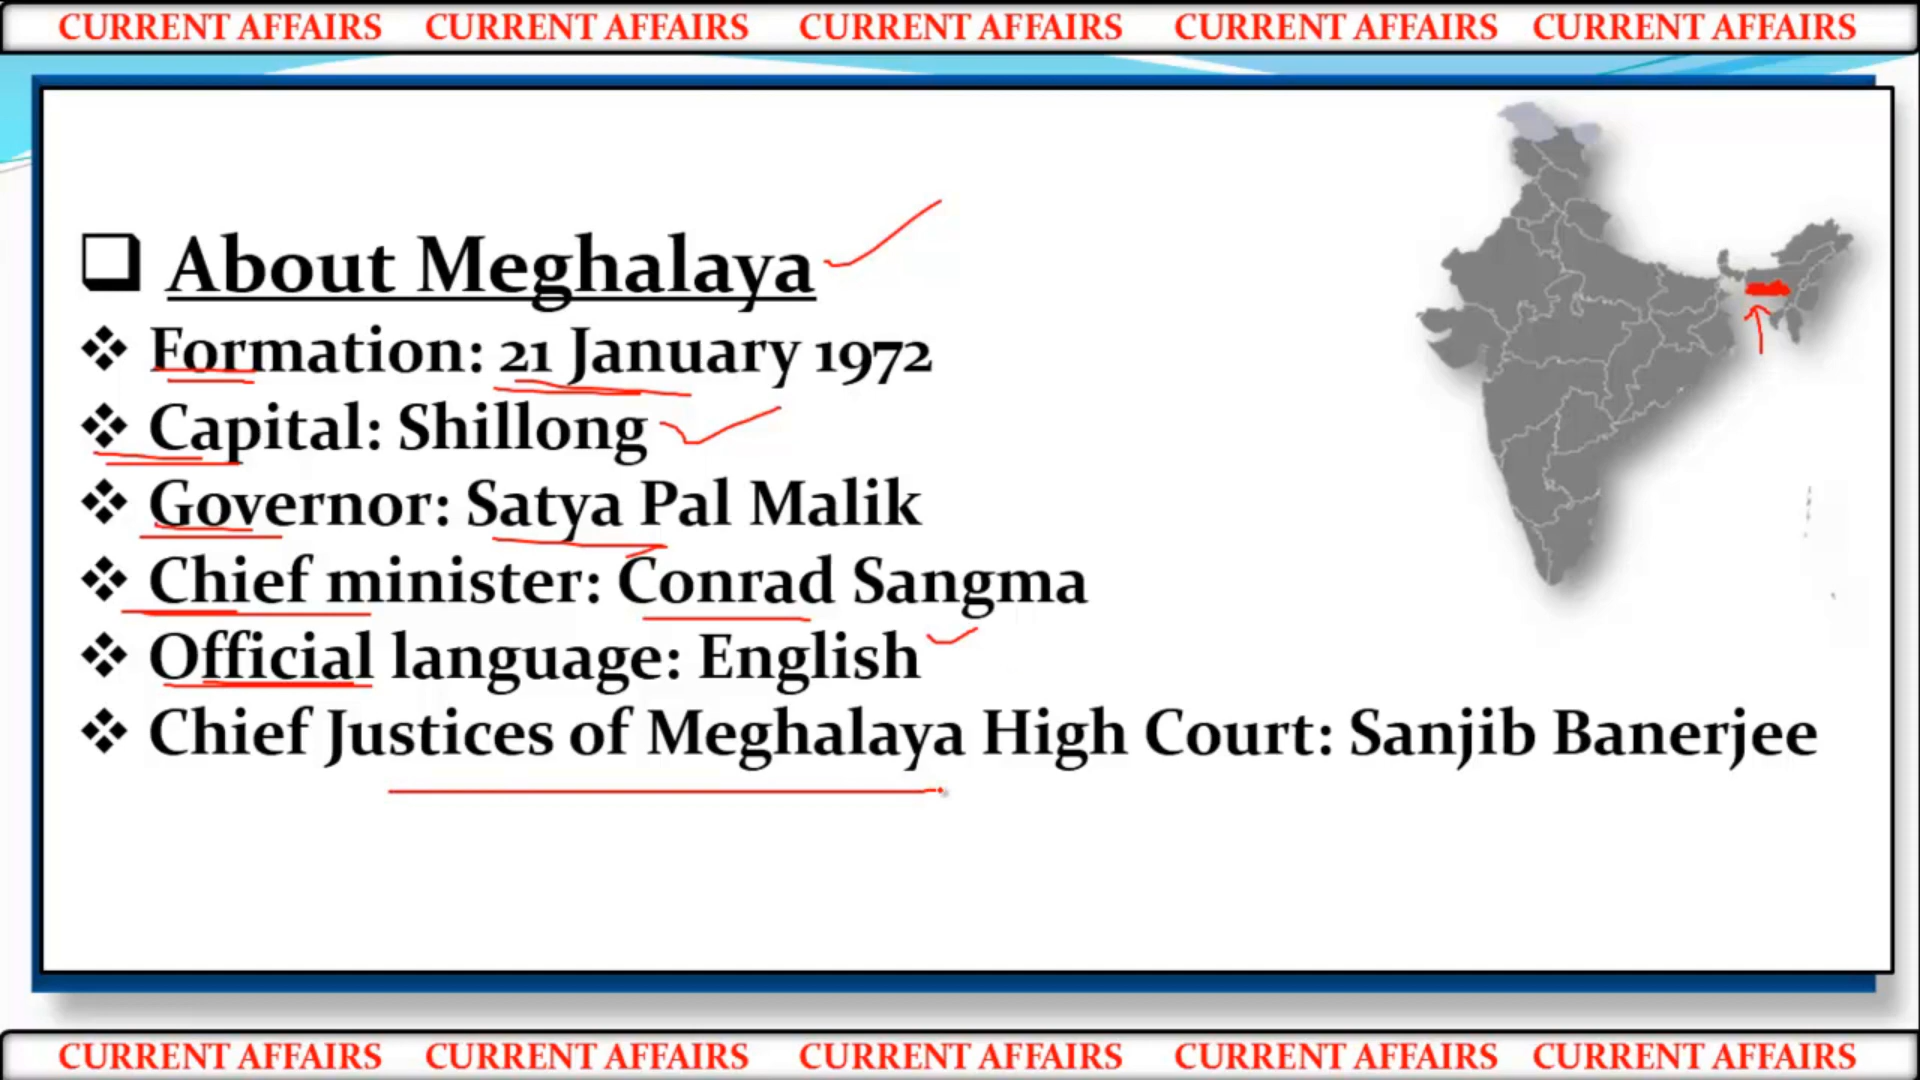 CURRENT AFFAIRS CURRENT AFFAIRS CURRENT AFFAIRS CURRENT AFFAIRS CURRENT AFFAIRS
About Meghalaya
Formation: 21 January 1972
Capital: Shillong
Governor: Satya Pal Malik
Chief minister: Conrad Sangma
Official language: English
Chief Justices of Meghalaya High Court: Sanjib Banerjee
CURRENT AFFAIRS CURRENT AFFAIRS CURRENT AFFAIRS CURRENT AFFAIRS CURRENT AFFAIRS